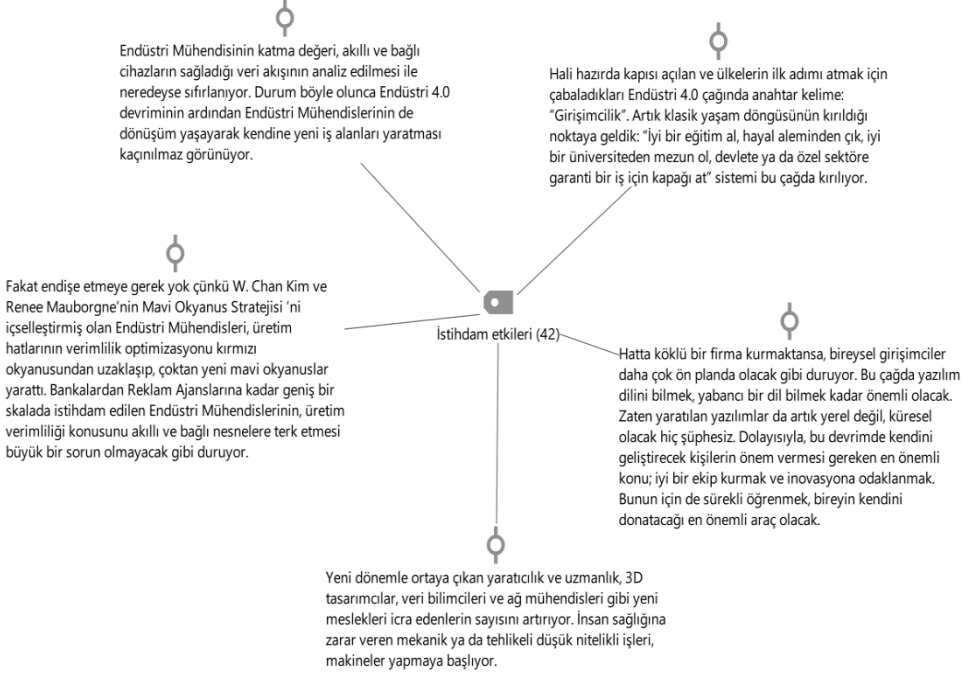 Endüstri Mühendisinin katma değeri, akıllı ve bağlı
cihazların sağladığı veri akışının analiz edilmesi ile
neredeyse sıfırlanıyor. Durum böyle olunca Endüstri 4.0
devriminin ardından Endüstri Mühendislerinin de
dönüşüm yaşayarak kendine yeni iş alanları yaratması
kaçınılmaz görünüyor.
Hali hazırda kapısı açılan ve ülkelerin ilk adımı atmak için
çabaladıkları Endüstri 4.0 çağında anahtar kelime:
"Girişimcilik". Artık klasik yaşam döngüsünün kırıldığı
noktaya geldik: "İyi bir eğitim al, hayal aleminden çık, iyi
bir üniversiteden mezun ol, devlete ya da özel sektöre
garanti bir iş için kapağı at" sistemi bu çağda kırılıyor.
Fakat endişe etmeye gerek yok çünkü W. Chan Kim ve
Renee Mauborgne'nin Mavi Okyanus Stratejisi 'ni
içselleştirmiş olan Endüstri Mühendisleri, üretim
hatlarının verimlilik optimizasyonu kırmızı
okyanusundan uzaklaşıp, çoktan yeni mavi okyanuslar
yarattı. Bankalardan Reklam Ajanslarına kadar geniş bir
skalada istihdam edilen Endüstri Mühendislerinin, üretim
verimliliği konusunu akıllı ve bağlı nesnelere terk etmesi
büyük bir sorun olmayacak gibi duruyor.
İstihdam etkileri (42)
Hatta köklü bir firma kurmaktansa, bireysel girişimciler
daha çok ön planda olacak gibi duruyor. Bu çağda yazılım
dilini bilmek, yabancı bir dil bilmek kadar önemli olacak.
Zaten yaratılan yazılımlar da artık yerel değil, küresel
olacak hiç şüphesiz. Dolayısıyla, bu devrimde kendini
geliştirecek kişilerin önem vermesi gereken en önemli
konu; iyi bir ekip kurmak ve inovasyona odaklanmak.
Bunun için de sürekli öğrenmek, bireyin kendini
donatacağı en önemli araç olacak.
Yeni dönemle ortaya çıkan yaratıcılık ve uzmanlık, 3D
tasarımcılar, veri bilimcileri ve ağ mühendisleri gibi yeni
meslekleri icra edenlerin sayısını artırıyor. İnsan sağlığına
zarar veren mekanik ya da tehlikeli düşük nitelikli işleri,
makineler yapmaya başlıyor.